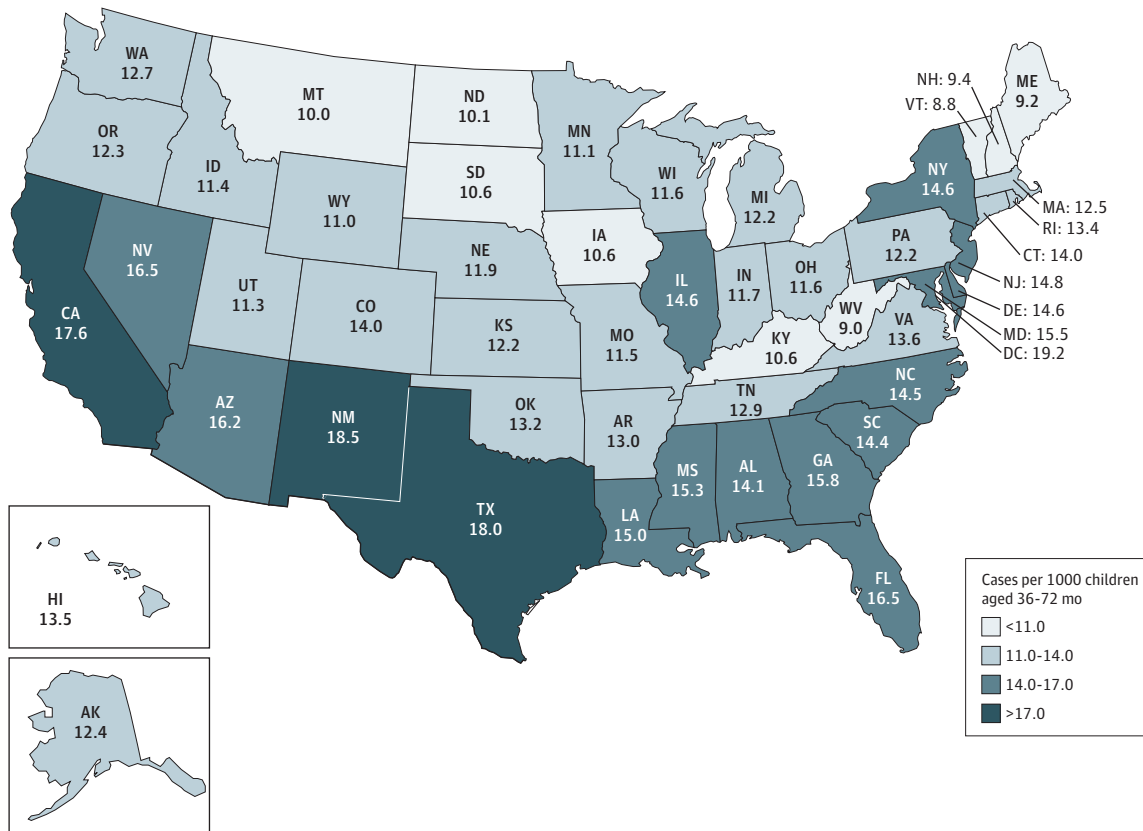 WA
12.7
MT
10.0
ND
10.1
MN
11.1
NH: 9.4
VT: 8.8
ME
9.2
OR
12.3
ID
11.4
SD
10.6
WI
11.6
MI
12.2
NY
14.6
WY
11.0
MA: 12.5
RI: 13.4
CT: 14.0
NJ: 14.8
DE: 14.6
MD: 15.5
DC: 19.2
IA
10.6
PA
12.2
NV
16.5
NE
11.9
IL
14.6
IN
11.7
OH
11.6
UT
11.3
CO
14.0
CA
17.6
KS
12.2
MO
11.5
WV
9.0
VA
13.6
KY
10.6
TN
12.9
NC
14.5
AZ
16.2
NM
18.5
OK
13.2
AR
13.0
SC
14.4
MS
15.3
AL
14.1
GA
15.8
TX
18.0
LA
15.0
FL
16.5
HI
13.5
AK
12.4
Cases per 1000 children
aged 36-72 mo
<11.0
11.0-14.0
14.0-17.0
>17.0